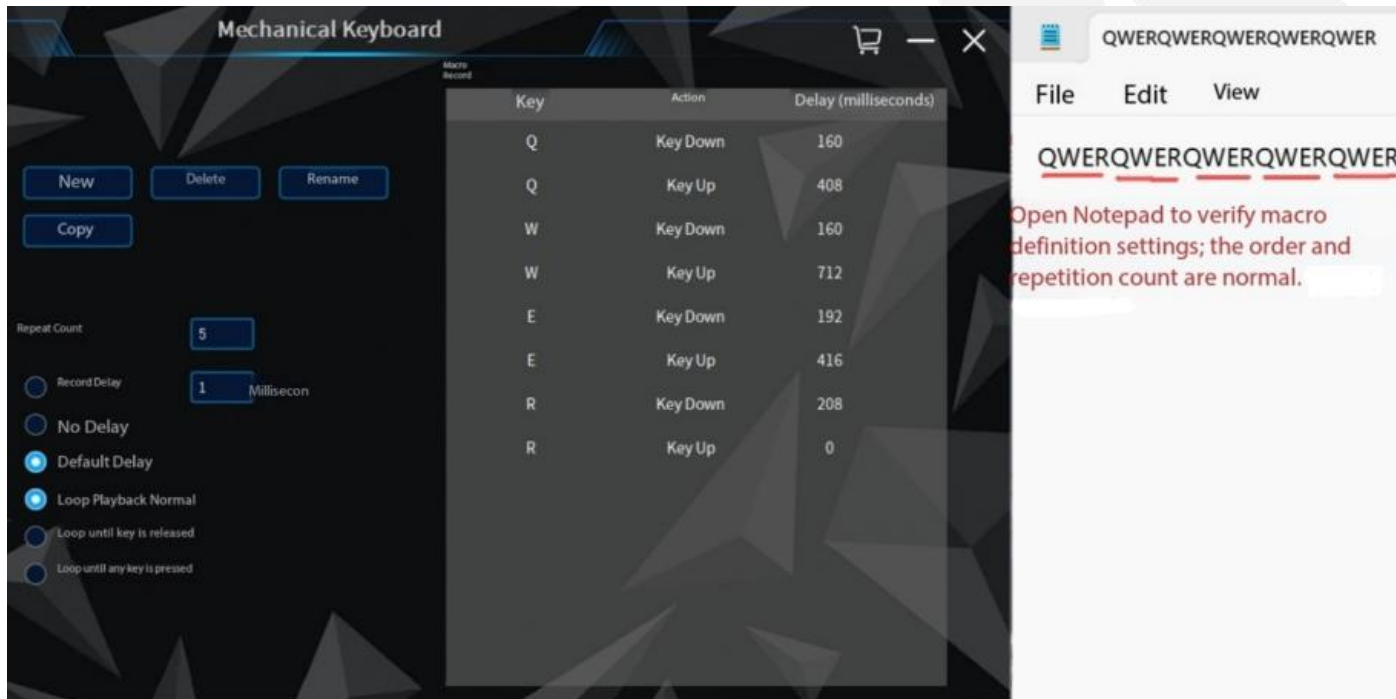 Mechanical Keyboard
Macro
Record
Key Action Delay (milliseconds)
Q Key Down 160
Q Key Up 408
W Key Down 160
W Key Up 712
E Key Down 192
E Key Up 416
R Key Down 208
R Key Up 0
New Delete Rename
Copy
Repeat Count 5
Record Delay 1 Millisecon
No Delay
Default Delay
Loop Playback Normal
Loop until key is released
Loop until any key is pressed
QWERQWERQWERQWERQWER
File Edit View
QWERQWERQWERQWERQWER
Open Notepad to verify macro
definition settings; the order and
repetition count are normal.